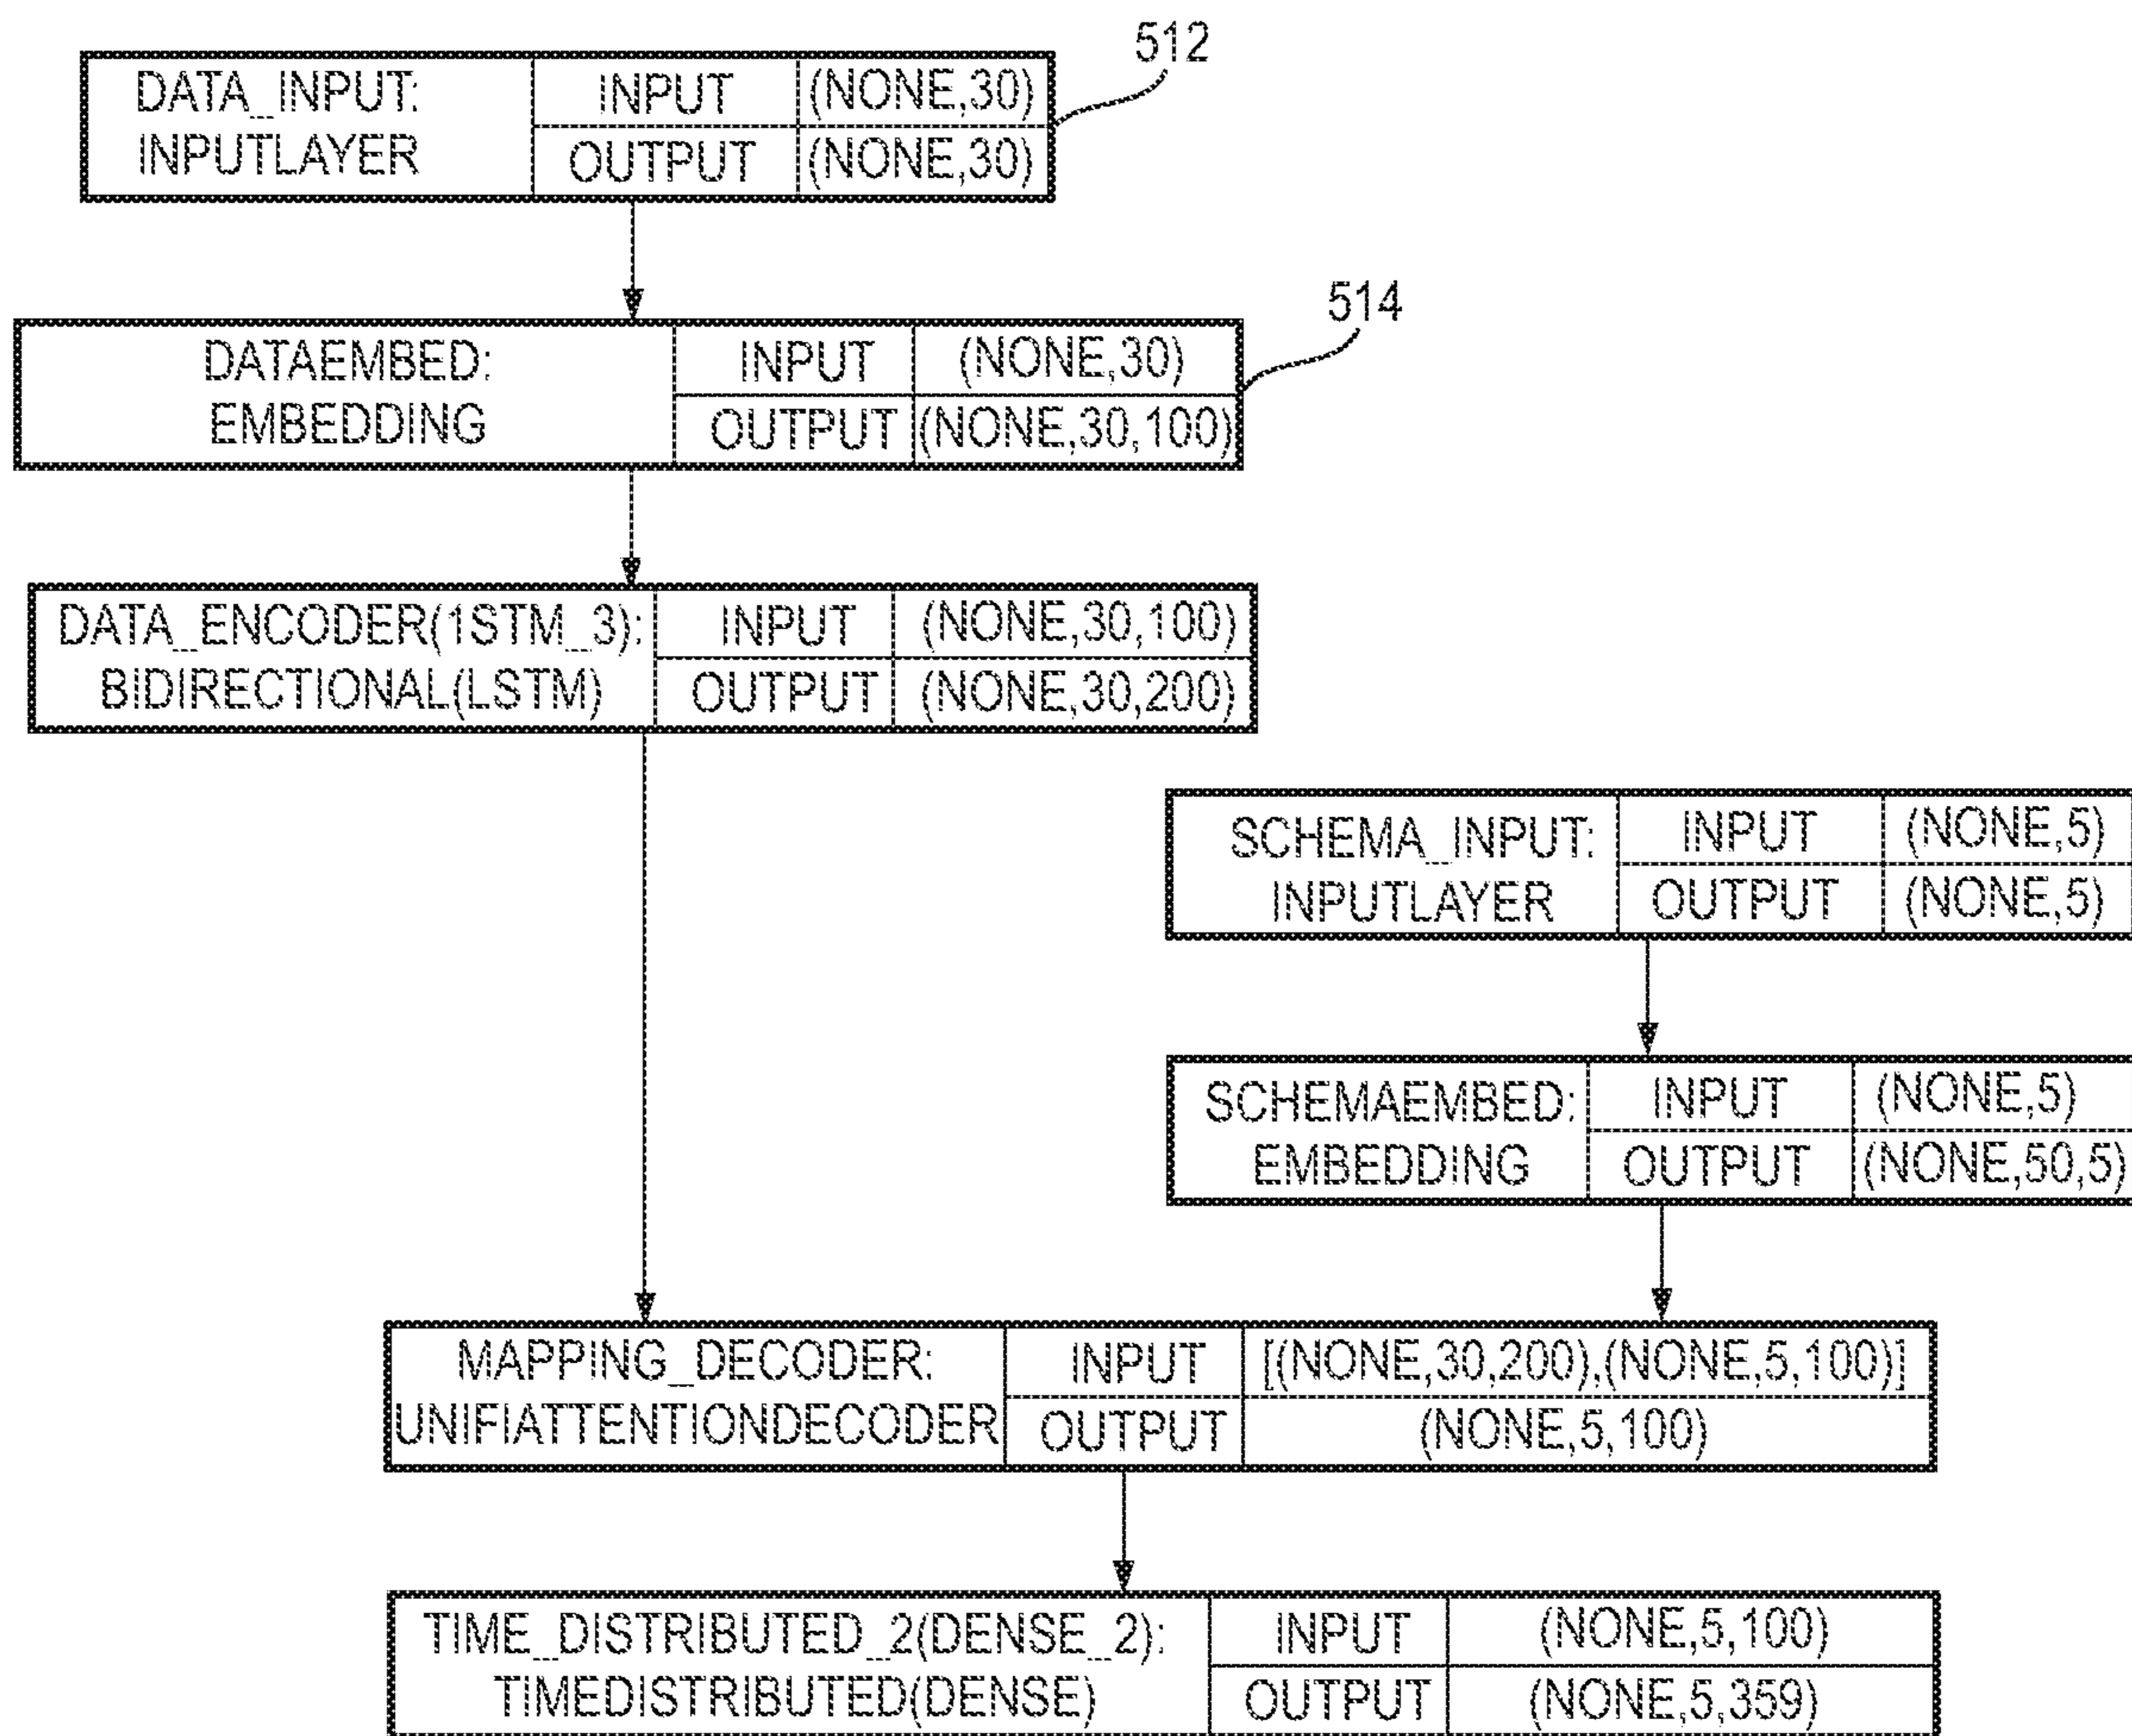 512
DATA_INPUT: INPUT (NONE,30)
INPUTLAYER OUTPUT (NONE,30)
514
DATAEMBED: INPUT (NONE,30)
EMBEDDING OUTPUT (NONE,30,100)
DATA_ENCODER(1STM_3): INPUT (NONE,30,100)
BIDIRECTIONAL(LSTM) OUTPUT (NONE,30,200)
SCHEMA_INPUT: INPUT (NONE,5)
INPUTLAYER OUTPUT (NONE,5)
SCHEMAEMBED: INPUT (NONE,5)
EMBEDDING OUTPUT (NONE,50,5)
MAPPING_DECODER: INPUT [(NONE,30,200),(NONE,5,100)]
UNIFIATTENTIONDECODER OUTPUT (NONE,5,100)
TIME_DISTRIBUTED_2(DENSE_2): INPUT (NONE,5,100)
TIMEDISTRIBUTED(DENSE) OUTPUT (NONE,5,359)